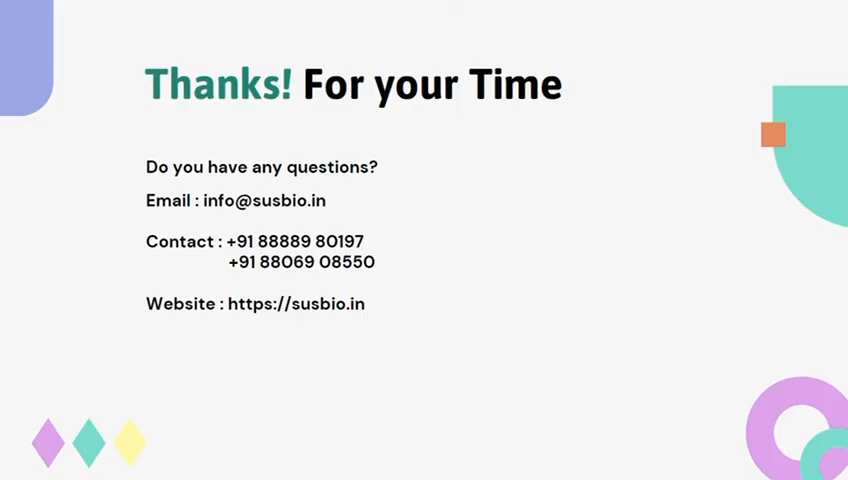 Thanks! For your Time
Do you have any questions?
Email : info@susbio.in
Contact : +91 88889 80197
+91 88069 08550
Website : https://susbio.in